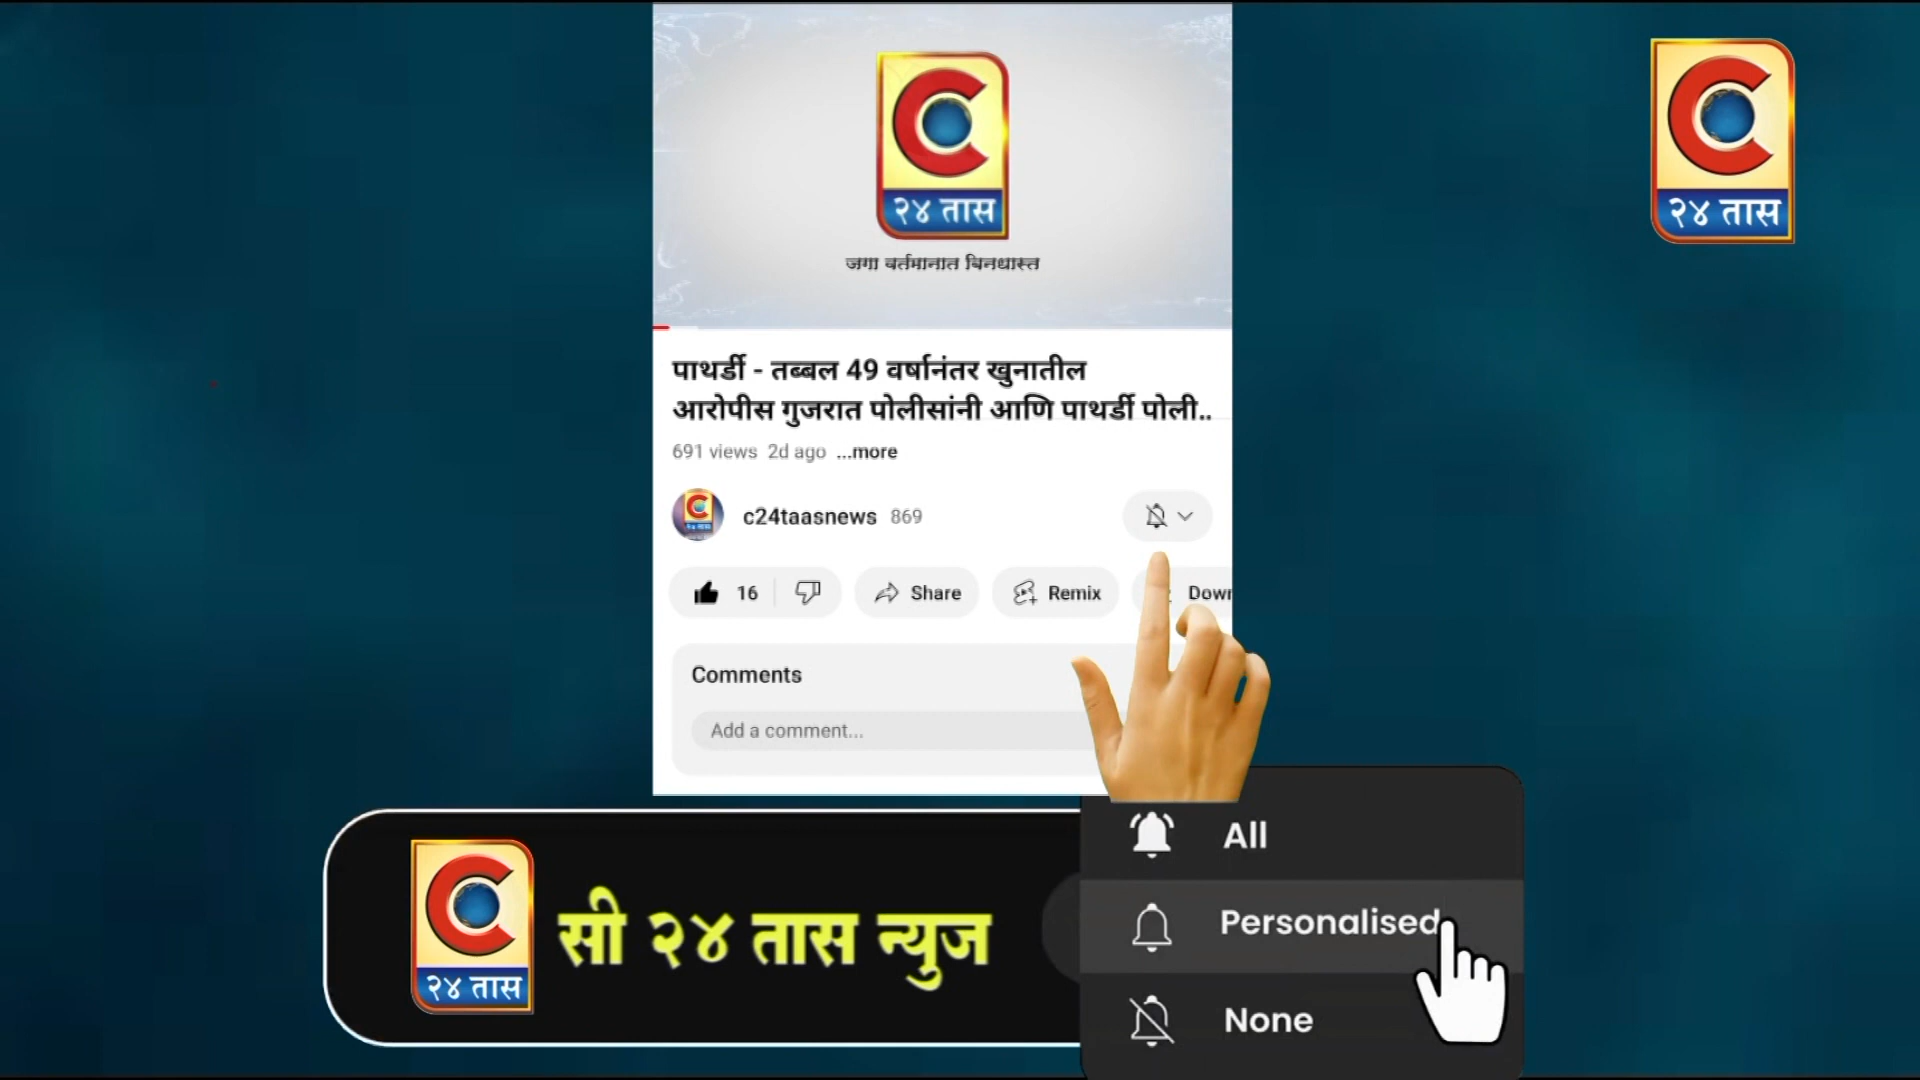 २४ तास
जगा वर्तमानात बिनधास्त
२४ तास
पाथर्डी - तब्बल 49 वर्षानंतर खुनातील
आरोपीस गुजरात पोलीसांनी आणि पाथर्डी पोली..
691 views 2d ago ...more
c24taasnews 869
16 Share Remix Down
Comments
Add a comment...
२४ तास
सी २४ तास न्युज
All
Personalised
None